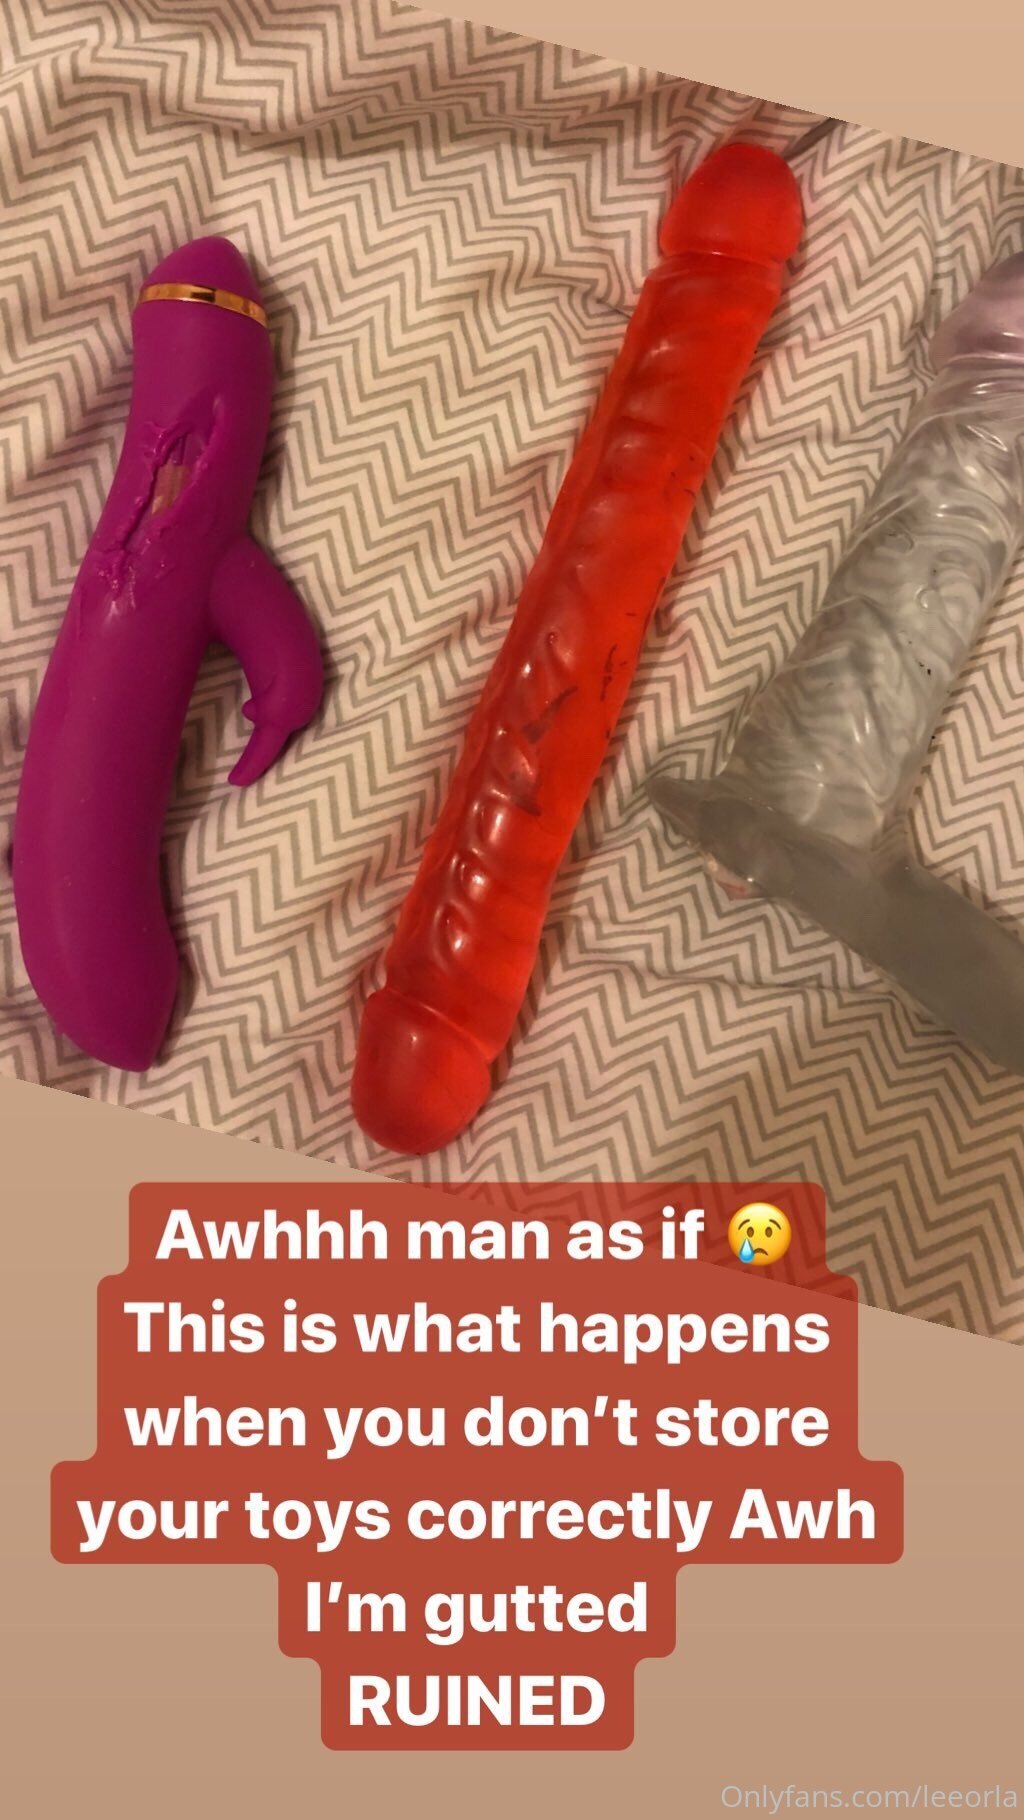 Awhhh man as if 😢
This is what happens
when you don't store
your toys correctly Awh
I'm gutted
RUINED
Onlyfans.com/leeorla